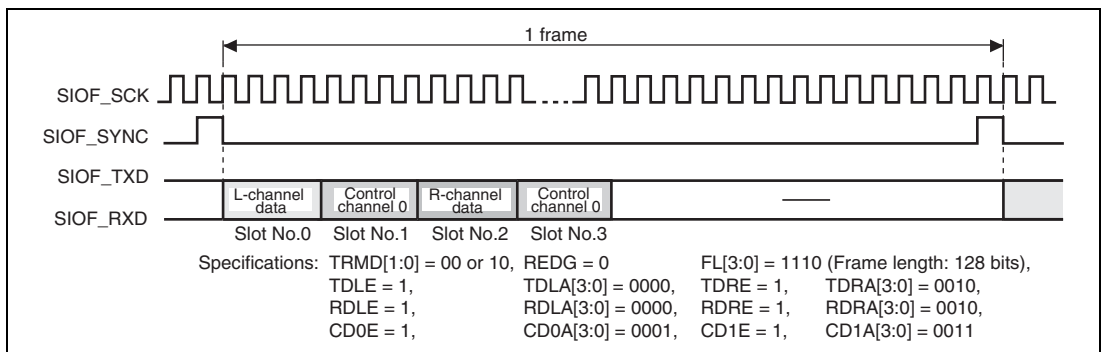 1 frame
SIOF_SCK
SIOF_SYNC
SIOF_TXD
SIOF_RXD
L-channel data
Control channel 0
R-channel data
Control channel 0
Slot No.0 Slot No.1 Slot No.2 Slot No.3
Specifications: TRMD[1:0] = 00 or 10, REDG = 0 FL[3:0] = 1110 (Frame length: 128 bits),
TDLE = 1, TDLA[3:0] = 0000, TDRE = 1, TDRA[3:0] = 0010,
RDLE = 1, RDLA[3:0] = 0000, RDRE = 1, RDRA[3:0] = 0010,
CD0E = 1, CD0A[3:0] = 0001, CD1E = 1, CD1A[3:0] = 0011